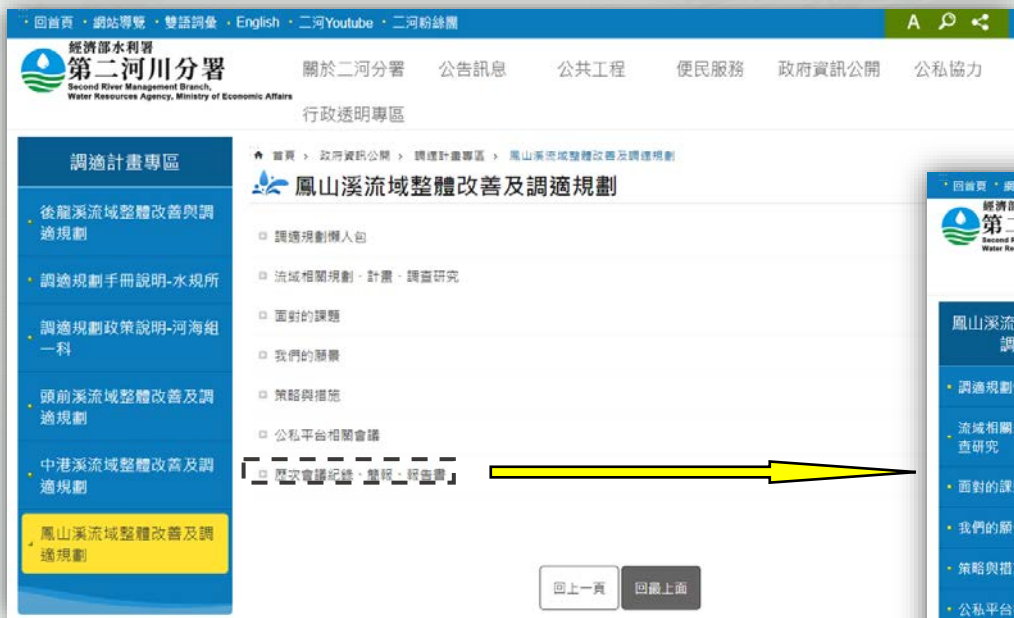 回首頁 ・網站導覽 ・雙語詞彙 ・English ・二河Youtube ・二河粉絲團
A
經濟部水利署
第二河川分署
Second River Management Branch,
Water Resources Agency, Ministry of Economic Affairs
關於二河分署 公告訊息 公共工程 便民服務 政府資訊公開 公私協力
行政透明專區
調適計畫專區
後龍溪流域整體改善與調
適規劃
調適規劃手冊說明-水規所
調適規劃政策說明-河海組
一科
頭前溪流域整體改善及調
適規劃
中港溪流域整體改善及調
適規劃
鳳山溪流域整體改善及調
適規劃
首頁 › 政府資訊公開 › 調適計畫專區 › 鳳山溪流域整體改善及調適規劃
鳳山溪流域整體改善及調適規劃
調適規劃懶人包
流域相關規劃、計畫、調查研究
面對的課題
我們的願景
策略與措施
公私平台相關會議
歷次會議紀錄、簡報、報告書
回上一頁 回最上面
回首頁
經濟部
第二
Second R
Water Re
鳳山溪流
調適規劃
流域相關
查研究
面對的課
我們的願
策略與措
公私平台